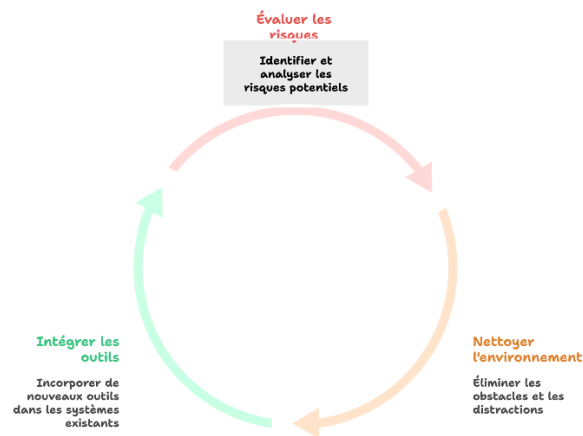 Évaluer les
risques
Identifier et
analyser les
risques potentiels
Intégrer les
outils
Incorporer de
nouveaux outils
dans les systèmes
existants
Nettoyer
l'environnement
Éliminer les
obstacles et les
distractions